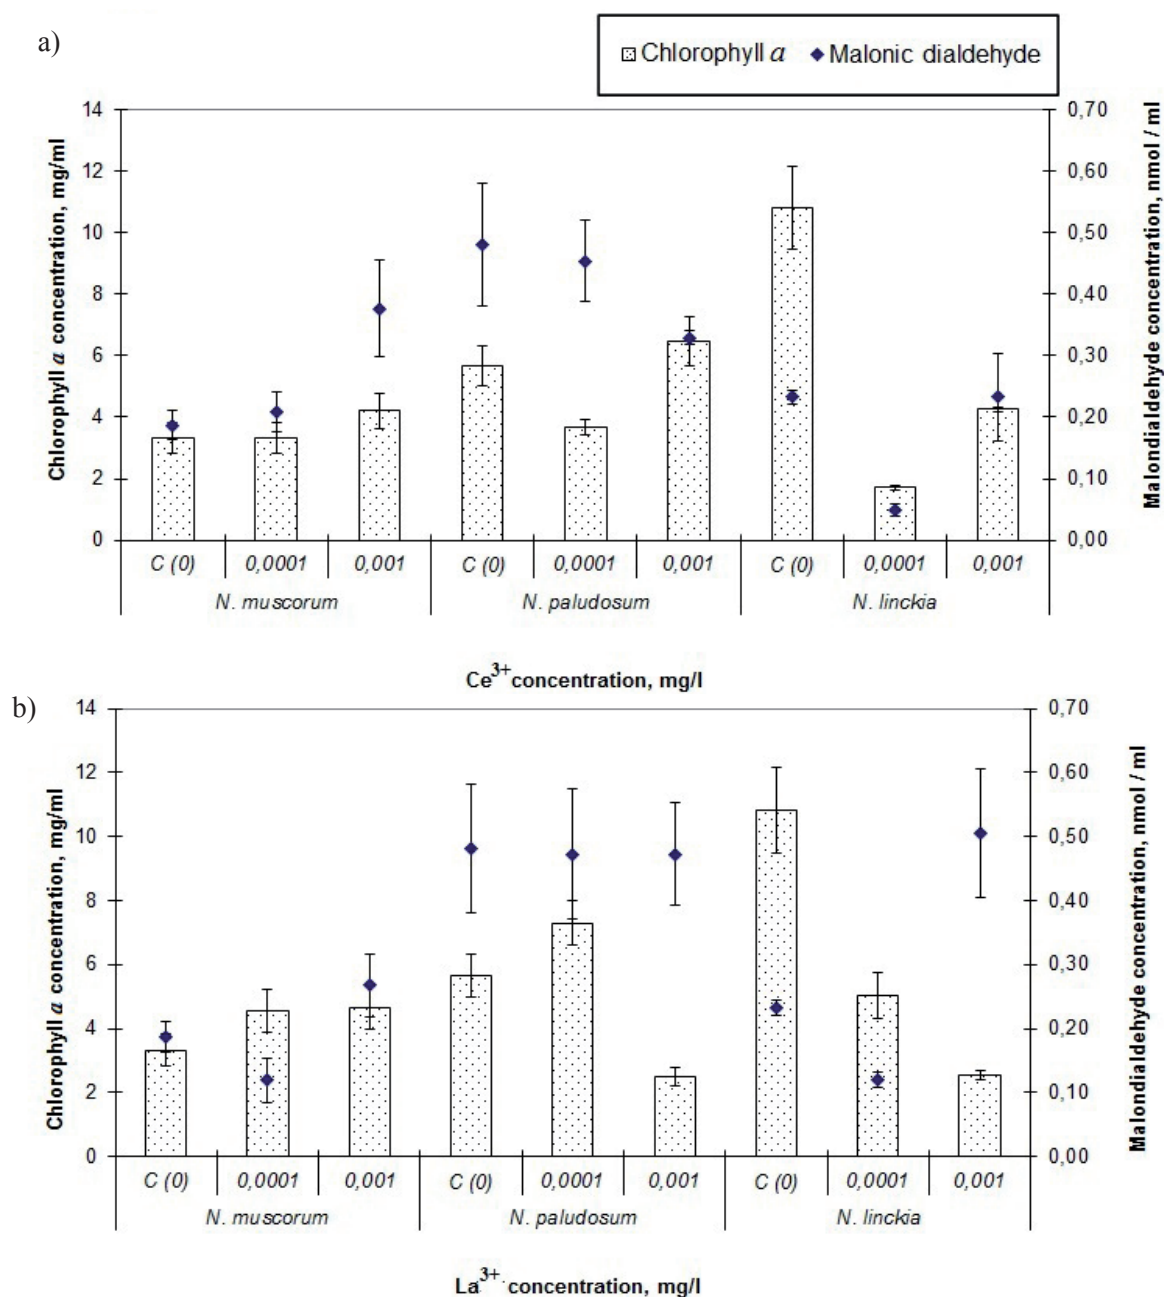 a)
Chlorophyll a Malonic dialdehyde
Chlorophyll a concentration, mg/ml
14
12
10
8
6
4
2
0
0,70
0,60
0,50
0,40
0,30
0,20
0,10
0,00
Malondialdehyde concentration, nmol / ml
C (0) 0,0001 0,001 C (0) 0,0001 0,001 C (0) 0,0001 0,001
N. muscorum N. paludosum N. linckia
Ce3+ concentration, mg/l
b)
Chlorophyll a concentration, mg/ml
14
12
10
8
6
4
2
0
0,70
0,60
0,50
0,40
0,30
0,20
0,10
0,00
Malondialdehyde concentration, nmol / ml
C (0) 0,0001 0,001 C (0) 0,0001 0,001 C (0) 0,0001 0,001
N. muscorum N. paludosum N. linckia
La3+ concentration, mg/l